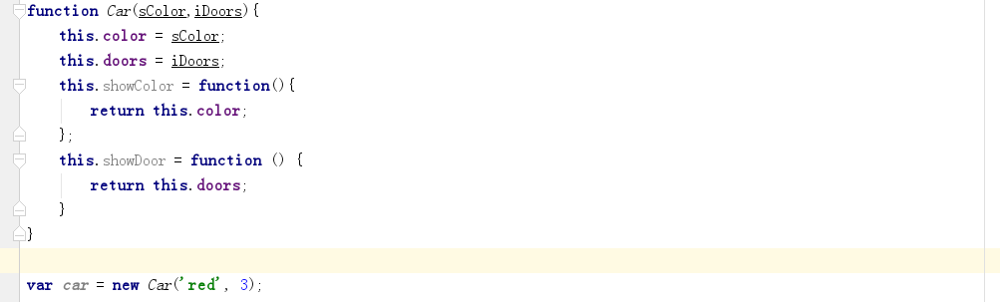 function Car(sColor,iDoors){
    this.color = sColor;
    this.doors = iDoors;
    this.showColor = function(){
        return this.color;
    };
    this.showDoor = function () {
        return this.doors;
    }
}
var car = new Car('red', 3);